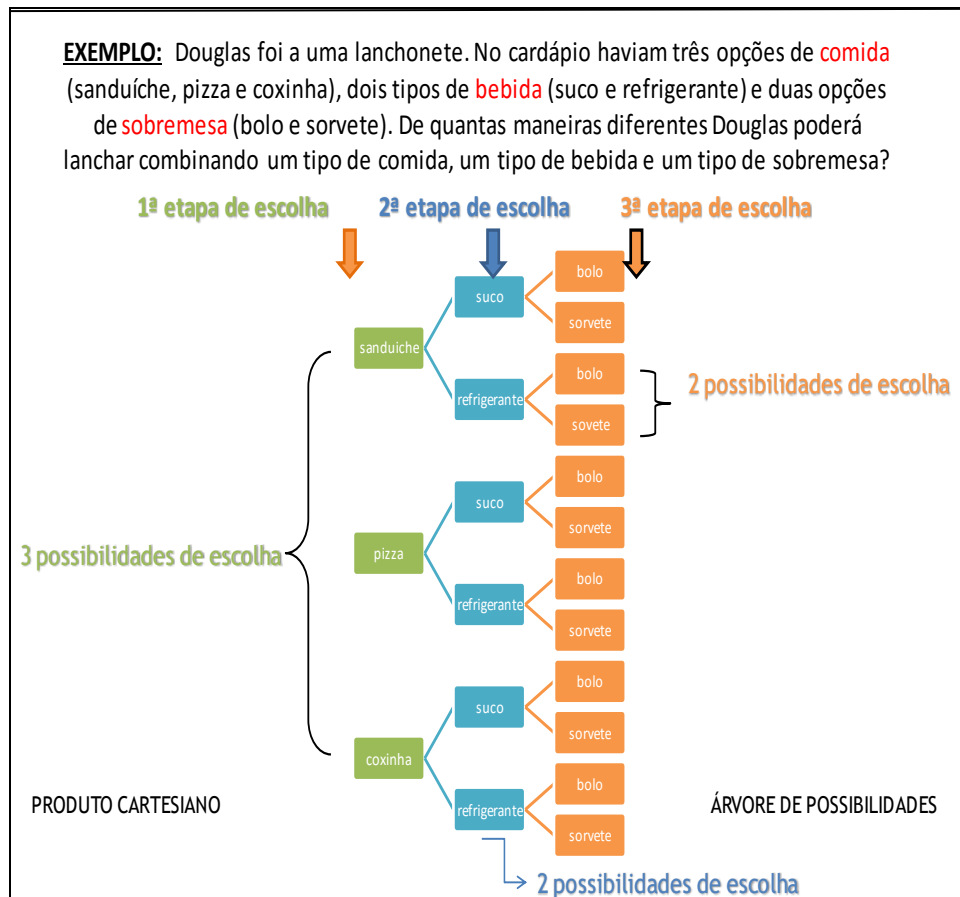 EXEMPLO: Douglas foi a uma lanchonete. No cardápio haviam três opções de comida
(sanduíche, pizza e coxinha), dois tipos de bebida (suco e refrigerante) e duas opções
de sobremesa (bolo e sorvete). De quantas maneiras diferentes Douglas poderá
lanchar combinando um tipo de comida, um tipo de bebida e um tipo de sobremesa?
1ª etapa de escolha
2ª etapa de escolha
3ª etapa de escolha
bolo
suco
sorvete
sanduiche
bolo
2 possibilidades de escolha
refrigerante
sovete
bolo
suco
sorvete
3 possibilidades de escolha
pizza
bolo
refrigerante
sorvete
bolo
suco
sorvete
coxinha
bolo
PRODUTO CARTESIANO
refrigerante
ÁRVORE DE POSSIBILIDADES
sorvete
2 possibilidades de escolha